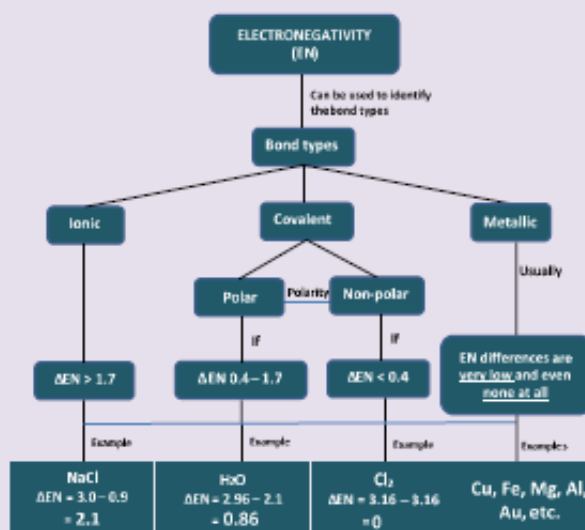 ELECTRONEGATIVITY
(EN)
Can be used to identify
thebond types
Bond types
Ionic
Covalent
Metallic
Usually
Polar
Polarity
Non-polar
If
If
ΔEN > 1.7
ΔEN 0.4 – 1.7
ΔEN < 0.4
EN differences are
very low and even
none at all
Example
Example
Example
Examples
NaCl
ΔEN = 3.0 – 0.9
= 2.1
H₂O
ΔEN = 2.96 – 2.1
= 0.86
Cl₂
ΔEN = 3.16 – 3.16
=0
Cu, Fe, Mg, Al,
Au, etc.